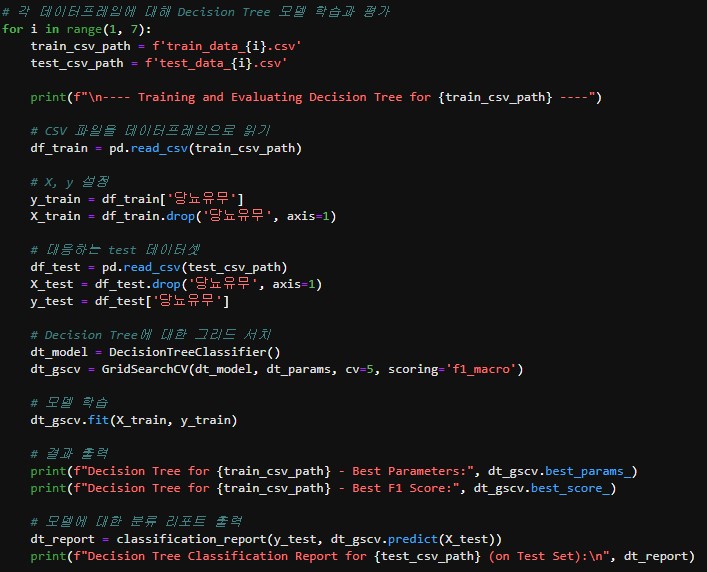 # 각 데이터프레임에 대해 Decision Tree 모델 학습과 평가
for i in range(1, 7):
    train_csv_path = f'train_data_{i}.csv'
    test_csv_path = f'test_data_{i}.csv'

    print(f"\n---- Training and Evaluating Decision Tree for {train_csv_path} ----")

    # CSV 파일을 데이터프레임으로 읽기
    df_train = pd.read_csv(train_csv_path)

    # X, y 설정
    y_train = df_train['당뇨유무']
    X_train = df_train.drop('당뇨유무', axis=1)

    # 대응하는 test 데이터셋
    df_test = pd.read_csv(test_csv_path)
    X_test = df_test.drop('당뇨유무', axis=1)
    y_test = df_test['당뇨유무']

    # Decision Tree에 대한 그리드 서치
    dt_model = DecisionTreeClassifier()
    dt_gscv = GridSearchCV(dt_model, dt_params, cv=5, scoring='f1_macro')

    # 모델 학습
    dt_gscv.fit(X_train, y_train)

    # 결과 출력
    print(f"Decision Tree for {train_csv_path} - Best Parameters:", dt_gscv.best_params_)
    print(f"Decision Tree for {train_csv_path} - Best F1 Score:", dt_gscv.best_score_)

    # 모델에 대한 분류 리포트 출력
    dt_report = classification_report(y_test, dt_gscv.predict(X_test))
    print(f"Decision Tree Classification Report for {test_csv_path} (on Test Set):\n", dt_report)